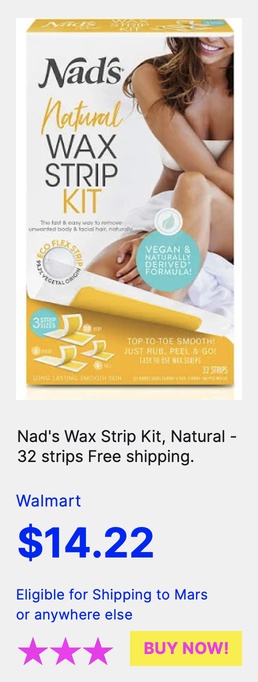 Nad's
Natural
WAX
STRIP
KIT
The fast & easy way to remove
unwanted body & facial hair, naturally
ECO FLEX STRIP
VEGETAL ORIGIN
VEGAN &
NATURALLY
DERIVED*
FORMULA!
3 STRIP
SIZES
TOP-TO-TOE SMOOTH!
JUST RUB, PEEL & GO!
EASY TO USE WAX STRIPS
LONG LASTING SMOOTH SKIN
32 STRIPS
Nad's Wax Strip Kit, Natural -
32 strips Free shipping.
Walmart
$14.22
Eligible for Shipping to Mars
or anywhere else
BUY NOW!